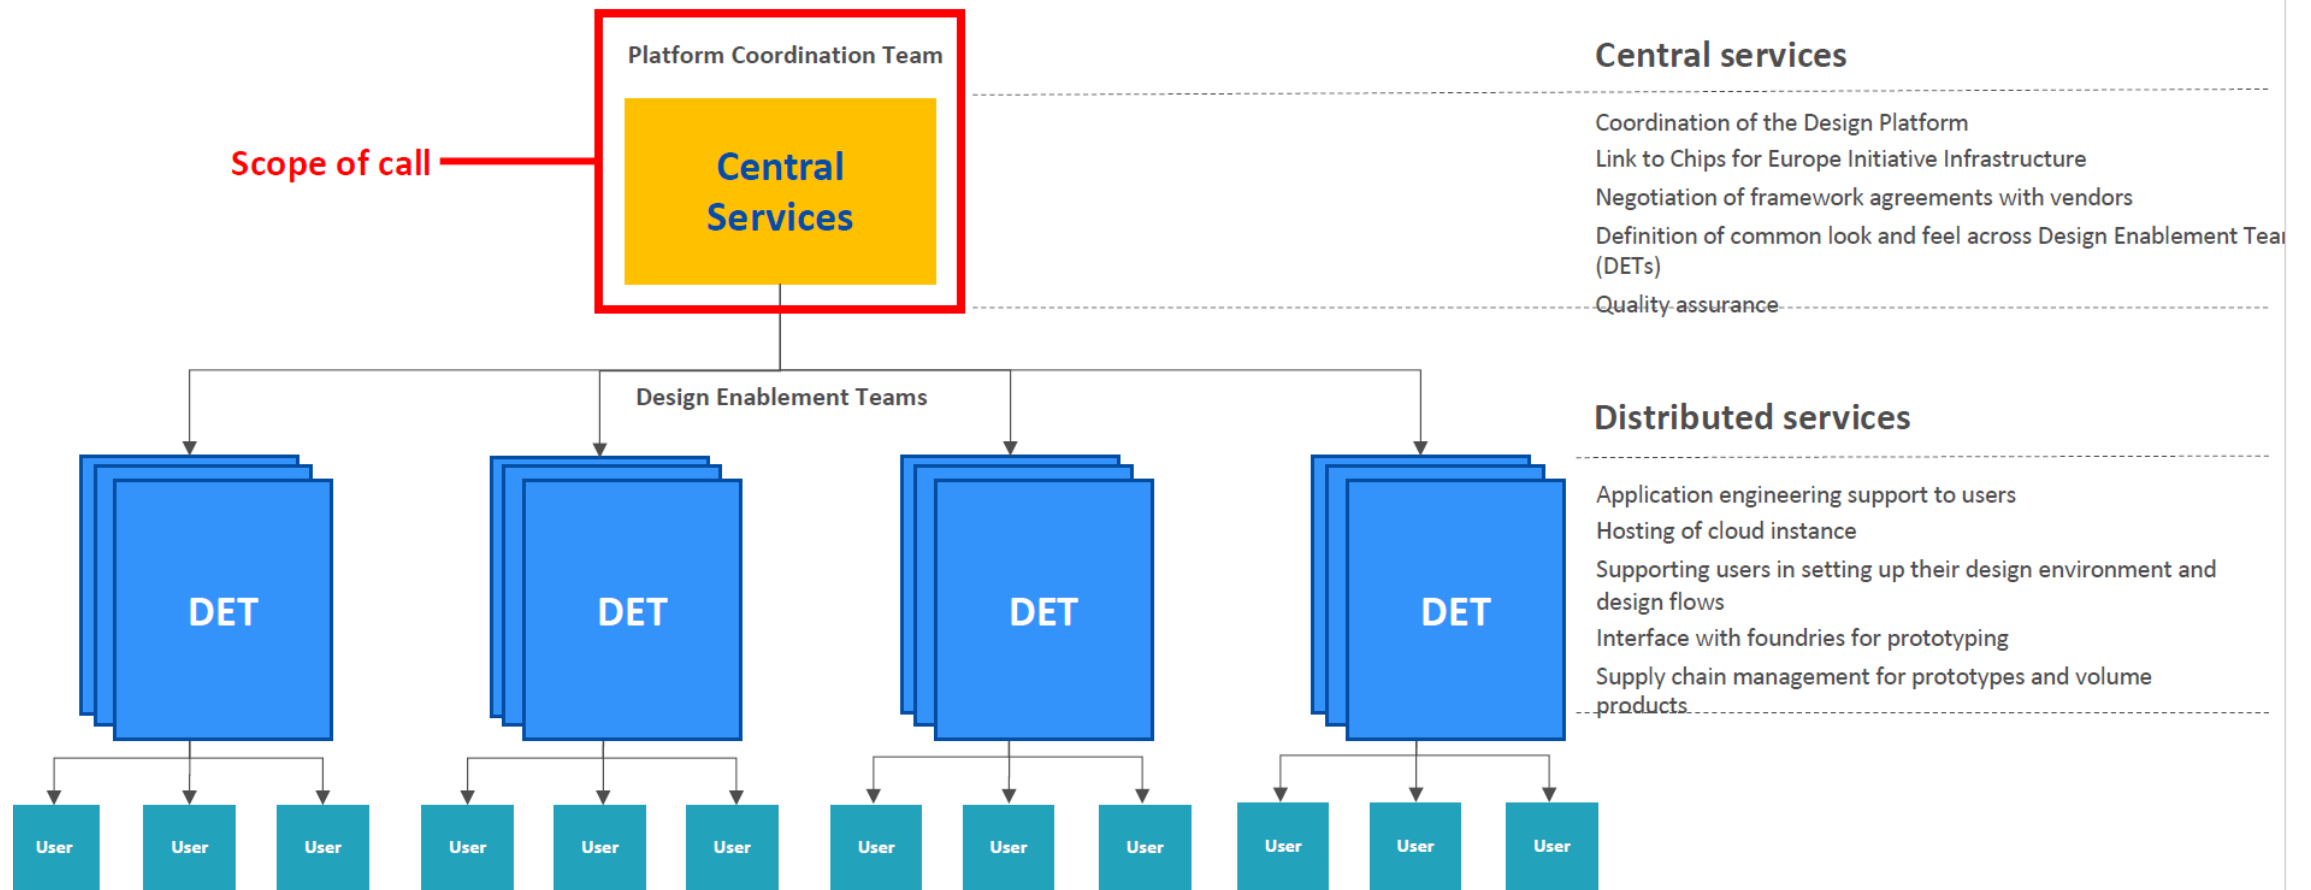 Platform Coordination Team
Central services
Scope of call
Central
Services
Coordination of the Design Platform
Link to Chips for Europe Initiative Infrastructure
Negotiation of framework agreements with vendors
Definition of common look and feel across Design Enablement
(DETs)
Quality assurance
Design Enablement Teams
Distributed services
DET
DET
DET
DET
Application engineering support to users
Hosting of cloud instance
Supporting users in setting up their design environment and
design flows
Interface with foundries for prototyping
Supply chain management for prototypes and volume
products
User
User
User
User
User
User
User
User
User
User
User
User